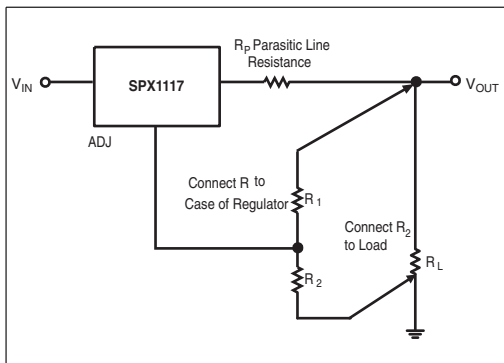 R_P Parasitic Line
Resistance
V_IN
SPX1117
V_OUT
ADJ
Connect R to
Case of Regulator
R_1
Connect R_2
to Load
R_2
R_L